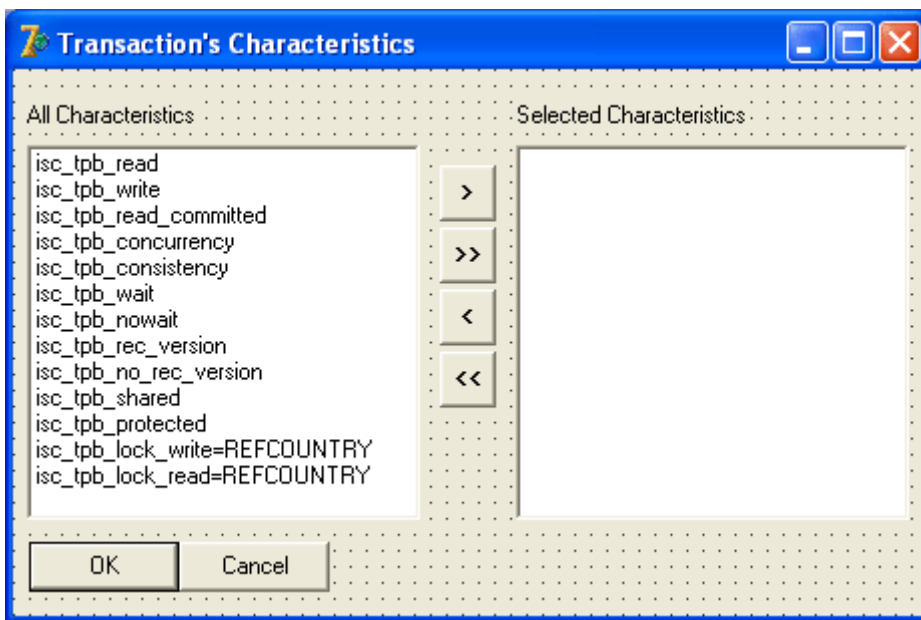 Transaction's Characteristics
All Characteristics
Selected Characteristics
isc_tpb_read
isc_tpb_write
isc_tpb_read_committed
isc_tpb_concurrency
isc_tpb_consistency
isc_tpb_wait
isc_tpb_nowait
isc_tpb_rec_version
isc_tpb_no_rec_version
isc_tpb_shared
isc_tpb_protected
isc_tpb_lock_write=REFCOUNTRY
isc_tpb_lock_read=REFCOUNTRY
>
>>
<
<<
OK
Cancel